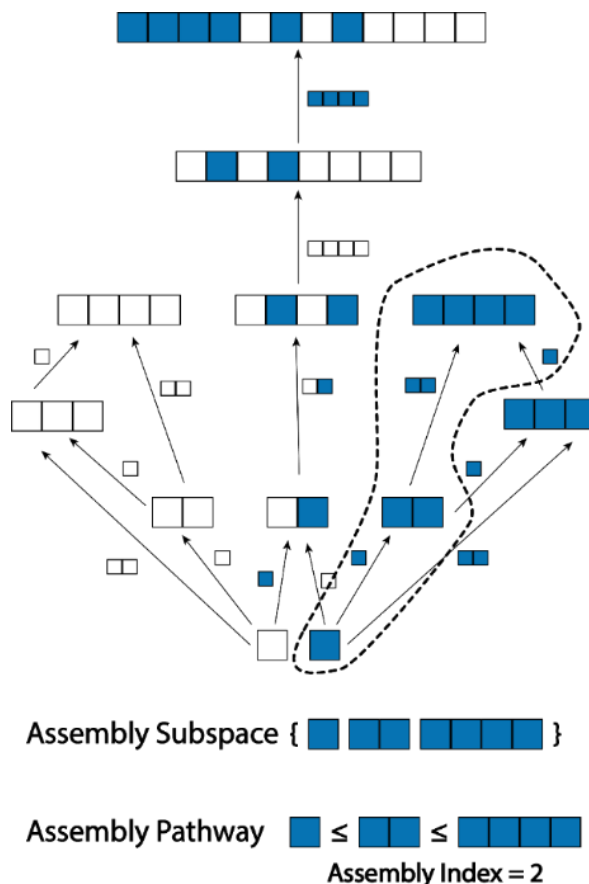 Assembly Subspace { }
Assembly Pathway ≤ ≤
Assembly Index = 2